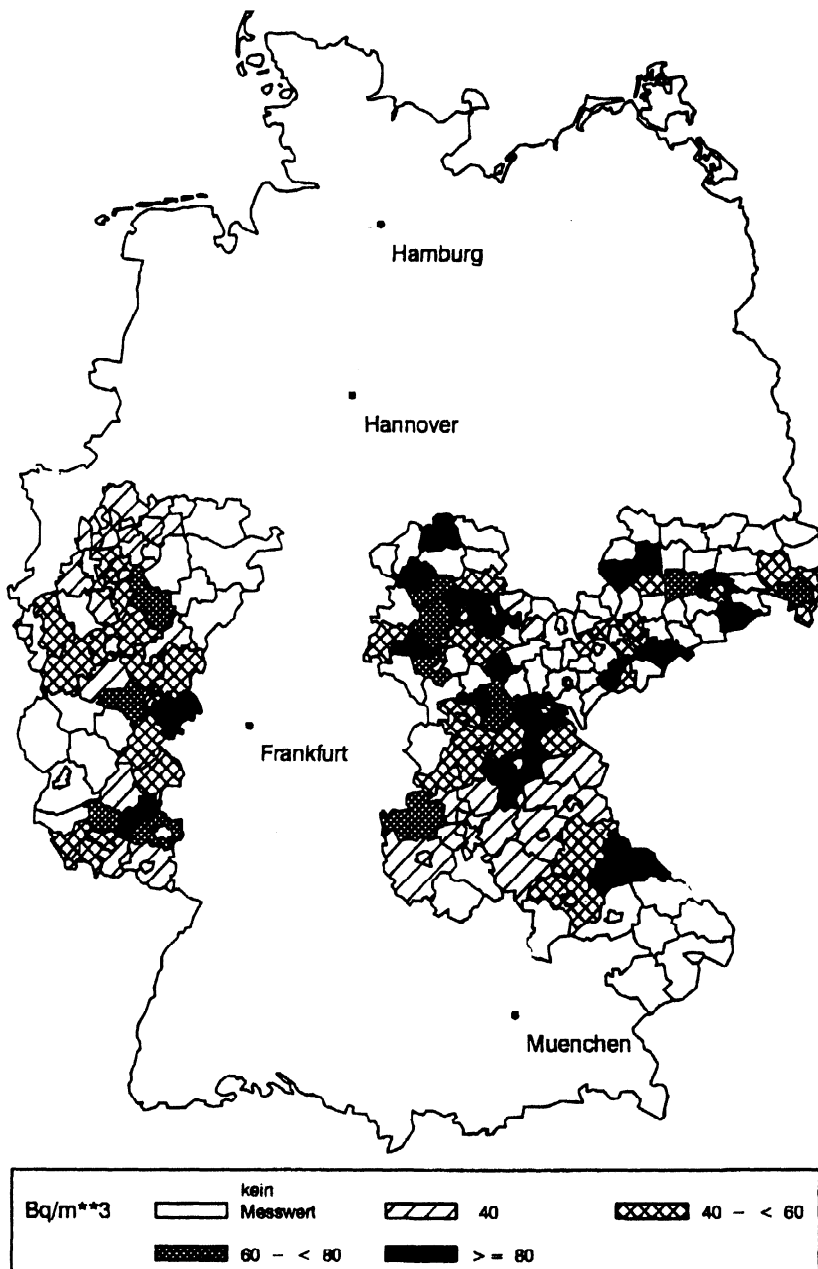 Hamburg
Hannover
Frankfurt
Muenchen
Bq/m**3
kein
Messwert
40
40 - < 60
60 - < 80
> = 80